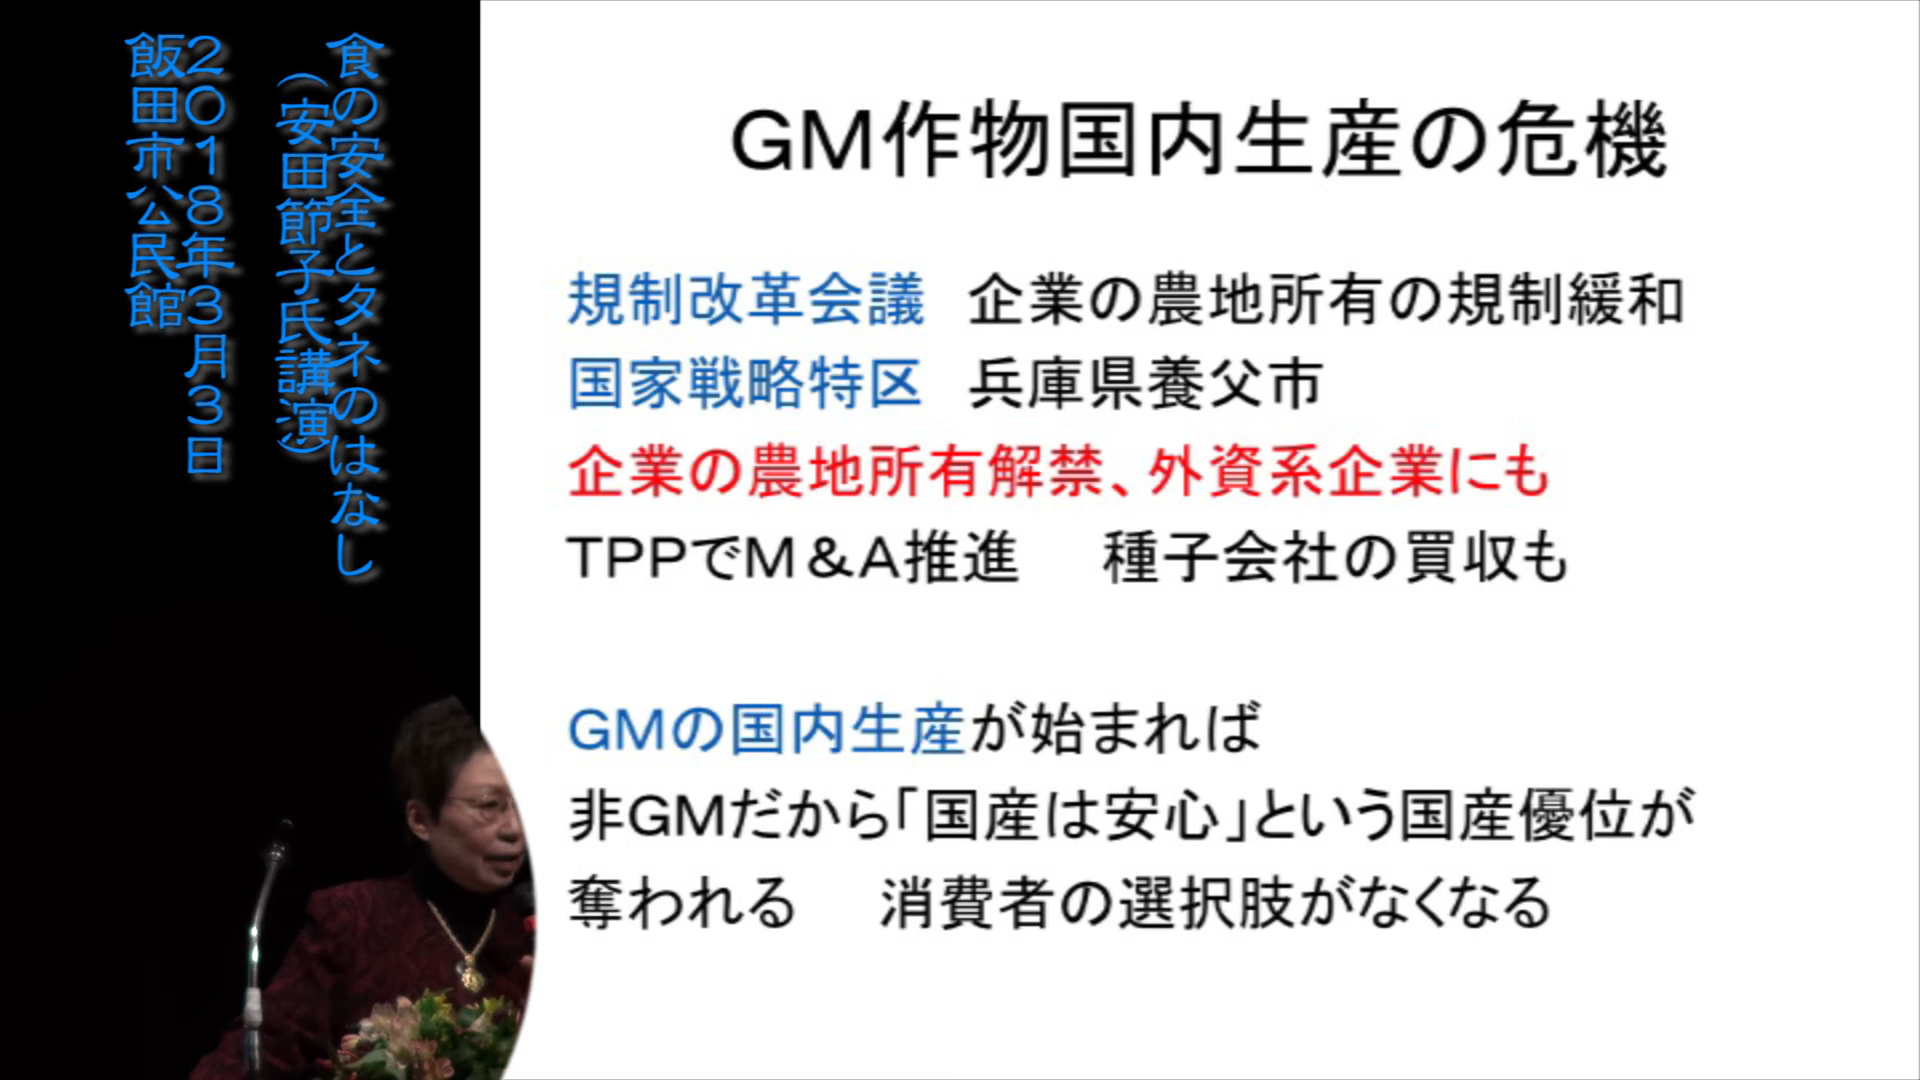 食の安全とタネのはなし
(安田節子氏講演)
2018年3月3日
飯田市公民館
GM作物国内生産の危機
規制改革会議　企業の農地所有の規制緩和
国家戦略特区　兵庫県養父市
企業の農地所有解禁、外資系企業にも
TPPでM＆A推進　種子会社の買収も
GMの国内生産が始まれば
非GMだから「国産は安心」という国産優位が
奪われる　消費者の選択肢がなくなる